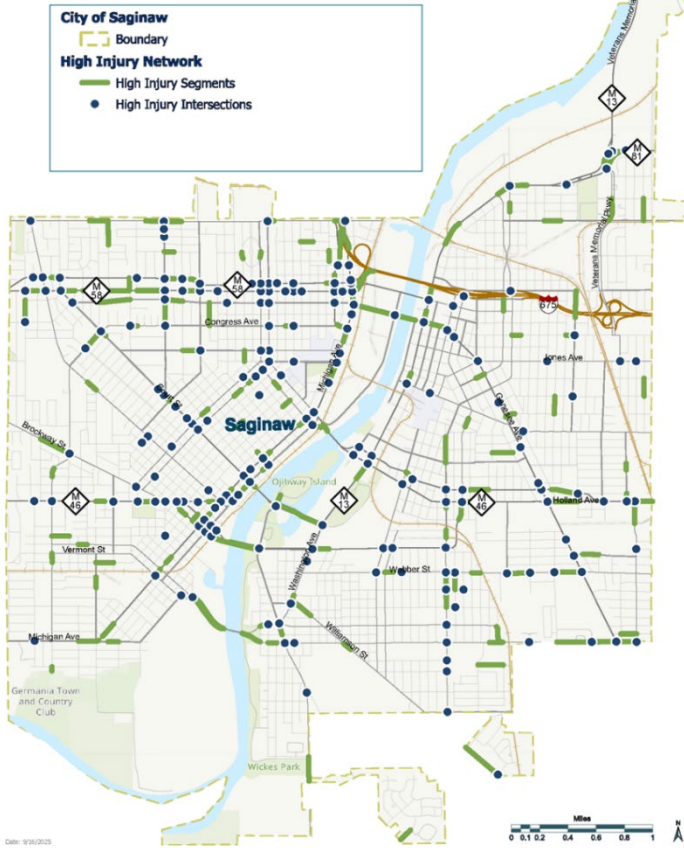 City of Saginaw
Boundary
High Injury Network
High Injury Segments
High Injury Intersections
Veterans Memorial
M
13
M
81
Veterans Memorial Pkwy
M
58
M
58
675
Congress Ave
Michigan Ave
Jones Ave
Genesee Ave
Saginaw
Brockway St
Ojibway Island
M
46
M
13
M
46
Holland Ave
Vermont St
Washington Ave
Webber St
Michigan Ave
Williamson St
Germania Town
and Country
Club
Wickes Park
Miles
0 0.1 0.2 0.4 0.6 0.8 1
N
Date: 9/16/2025